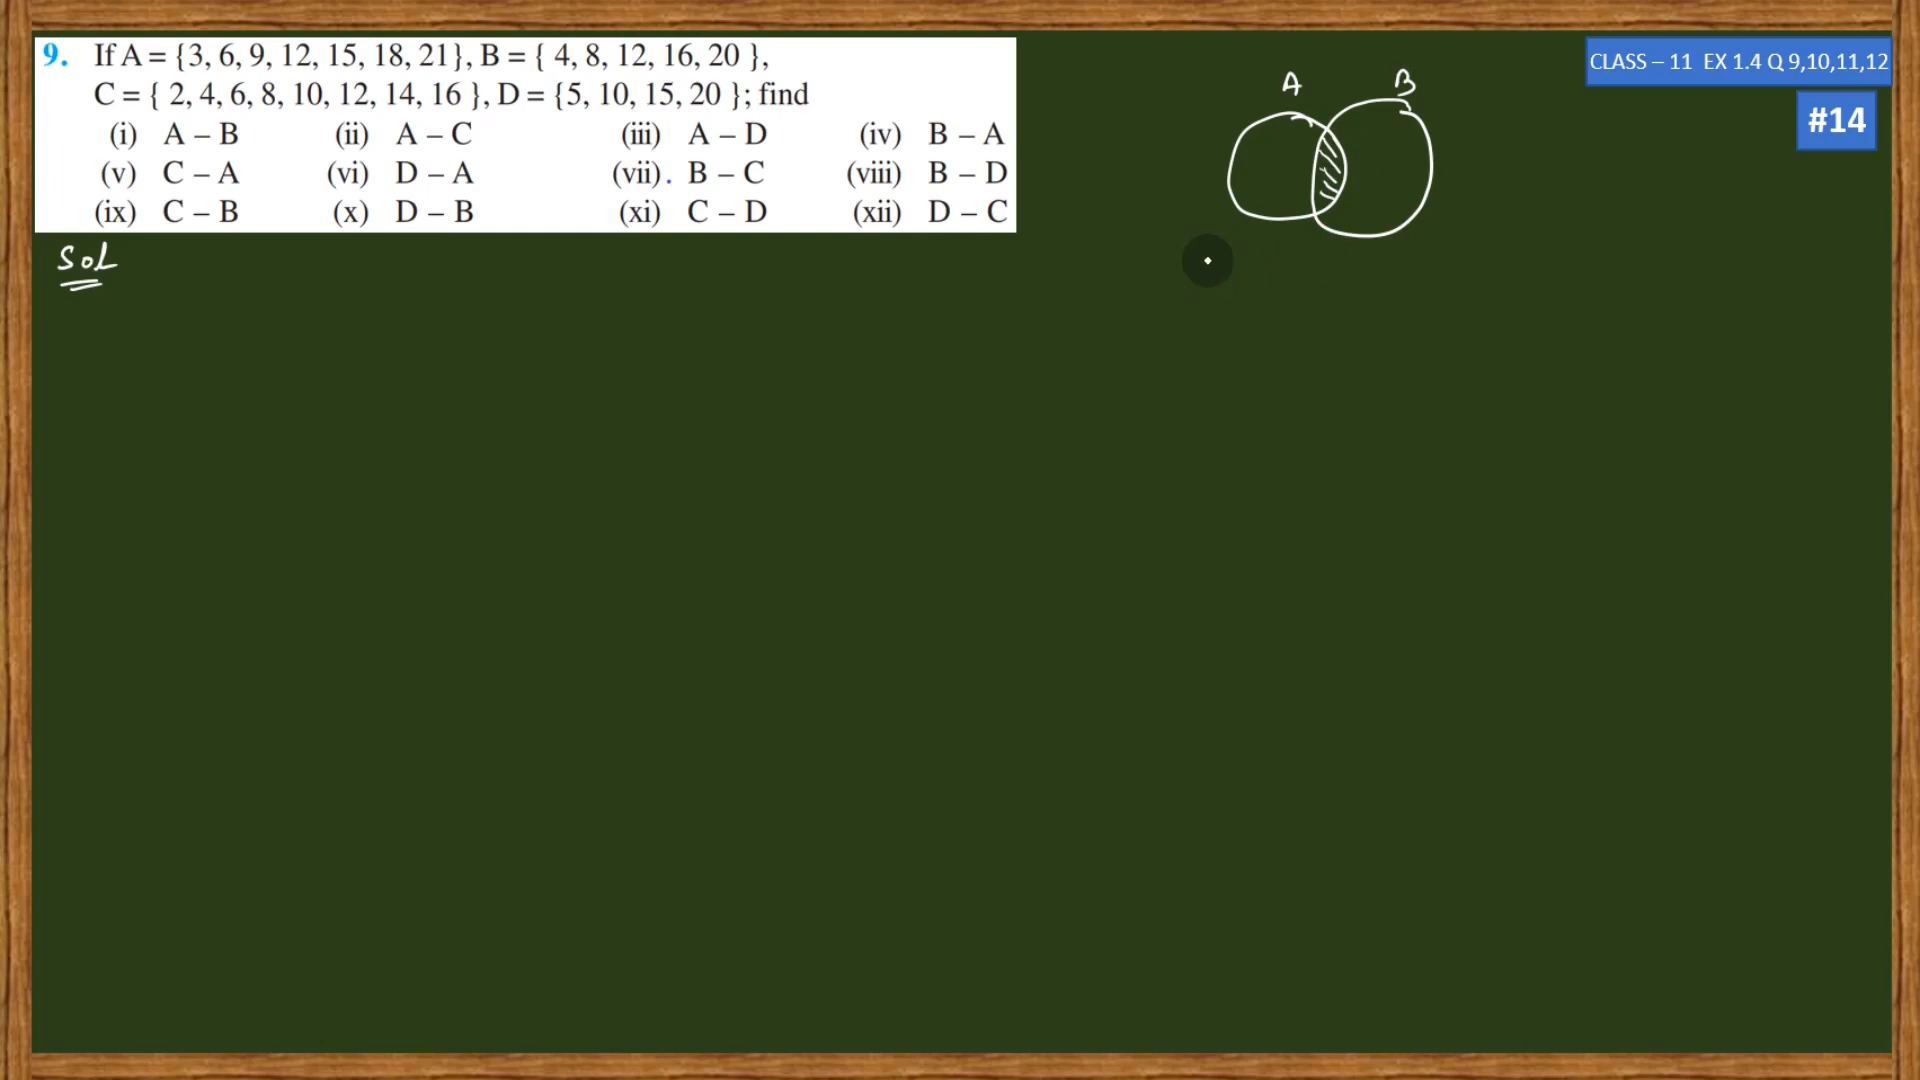 9. If A = {3, 6, 9, 12, 15, 18, 21}, B = { 4, 8, 12, 16, 20 },
C = { 2, 4, 6, 8, 10, 12, 14, 16 }, D = {5, 10, 15, 20 }; find
(i) A – B (ii) A – C (iii) A – D (iv) B – A
(v) C – A (vi) D – A (vii). B – C (viii) B – D
(ix) C – B (x) D – B (xi) C – D (xii) D – C
Sol
A B
CLASS – 11 EX 1.4 Q 9,10,11,12
#14